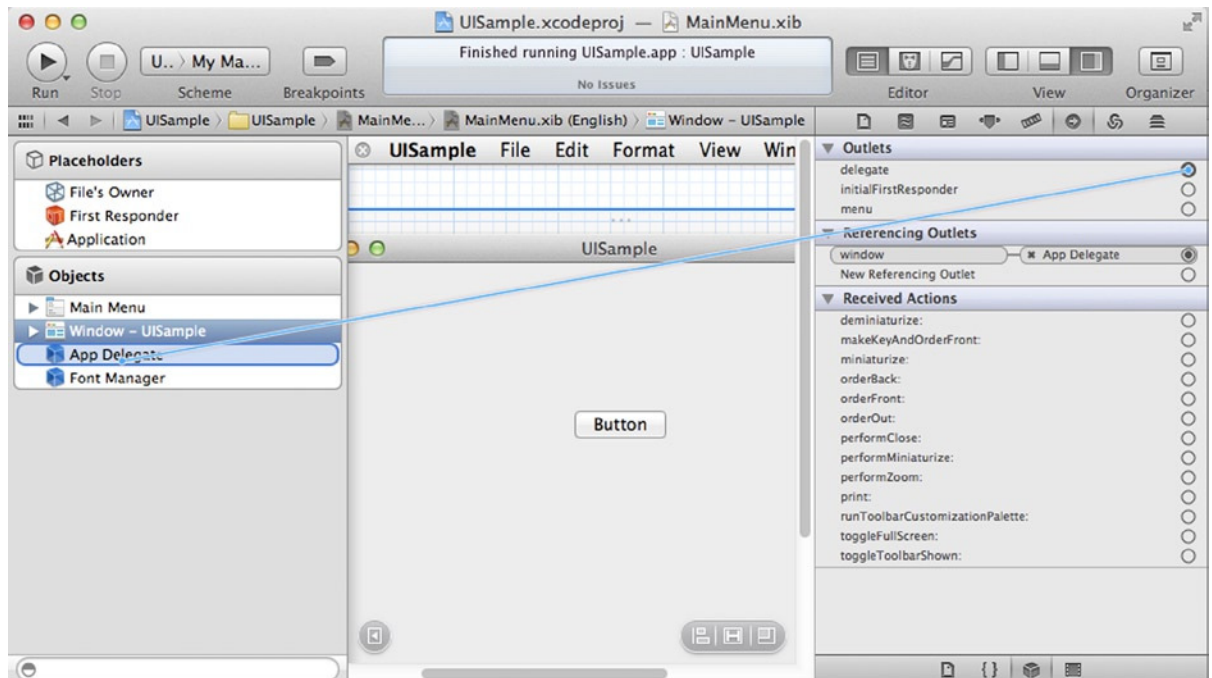 UISample.xcodeproj — MainMenu.xib
U.. › My Ma...
Finished running UISample.app : UISample
No Issues
Run Stop Scheme Breakpoints Editor View Organizer
UISample › UISample › MainMe... › MainMenu.xib (English) › Window – UISample
Placeholders
File's Owner
First Responder
Application
Objects
Main Menu
Window – UISample
App Delegate
Font Manager
UISample File Edit Format View Win
UISample
Button
Outlets
delegate
initialFirstResponder
menu
Referencing Outlets
window App Delegate
New Referencing Outlet
Received Actions
deminiaturize:
makeKeyAndOrderFront:
miniaturize:
orderBack:
orderFront:
orderOut:
performClose:
performMiniaturize:
performZoom:
print:
runToolbarCustomizationPalette:
toggleFullScreen:
toggleToolbarShown: